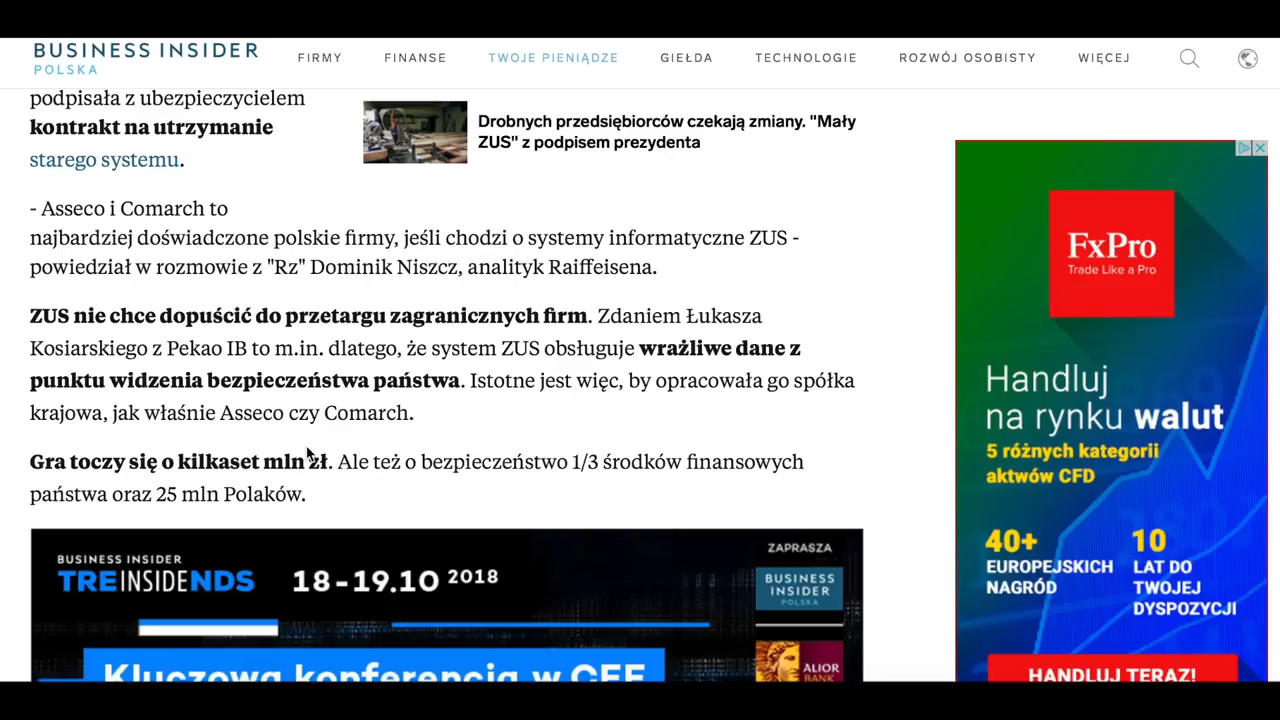 BUSINESS INSIDER
POLSKA
FIRMY
FINANSE
TWOJE PIENIĄDZE
GIEŁDA
TECHNOLOGIE
ROZWÓJ OSOBISTY
WIĘCEJ
podpisała z ubezpieczycielem
kontrakt na utrzymanie
starego systemu.
Drobnych przedsiębiorców czekają zmiany. "Mały
ZUS" z podpisem prezydenta
- Asseco i Comarch to
najbardziej doświadczone polskie firmy, jeśli chodzi o systemy informatyczne ZUS -
powiedział w rozmowie z "Rz" Dominik Niszcz, analityk Raiffeisena.
ZUS nie chce dopuścić do przetargu zagranicznych firm. Zdaniem Łukasza
Kosiarskiego z Pekao IB to m.in. dlatego, że system ZUS obsługuje wrażliwe dane z
punktu widzenia bezpieczeństwa państwa. Istotne jest więc, by opracowała go spółka
krajowa, jak właśnie Asseco czy Comarch.
Gra toczy się o kilkaset mln zł. Ale też o bezpieczeństwo 1/3 środków finansowych
państwa oraz 25 mln Polaków.
BUSINESS INSIDER
TREINSIDENDS
18-19.10 2018
ZAPRASZA
BUSINESS
INSIDER
POLSKA
Kluczowa konferencja w CEE
ALIOR
BANK
FxPro
Trade Like a Pro
Handluj
na rynku walut
5 różnych kategorii
aktwów CFD
40+
EUROPEJSKICH
NAGRÓD
10
LAT DO
TWOJEJ
DYSPOZYCJI
HANDLUJ TERAZ!